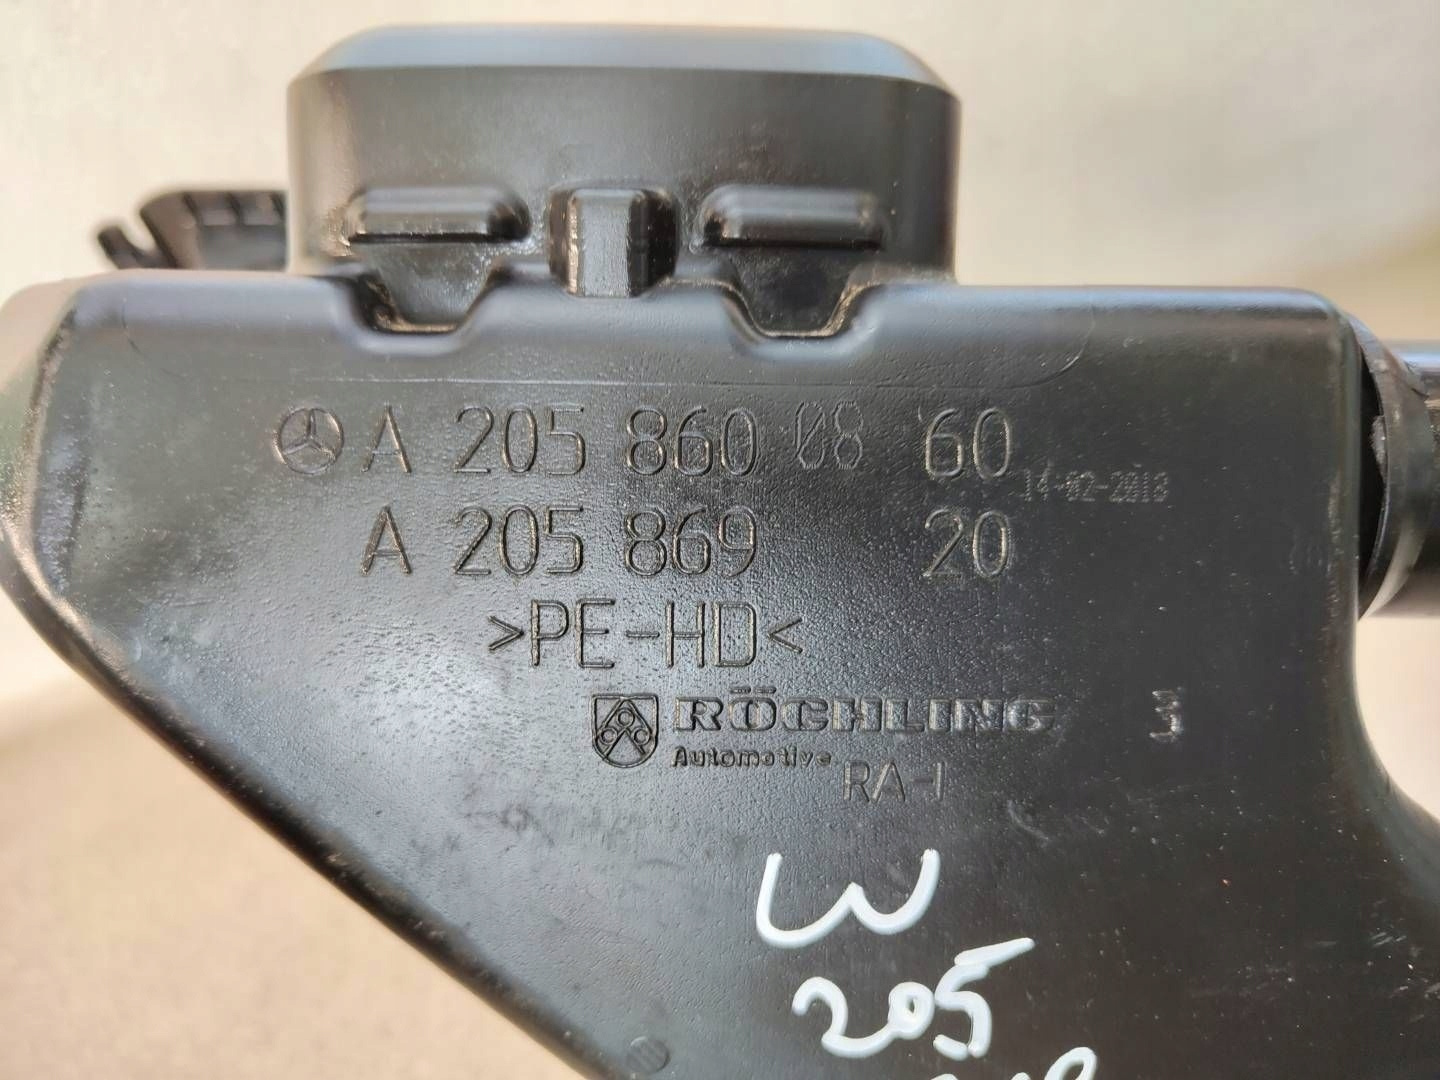 A 205 860 08 60
14-02-2018
A 205 869 20
>PE-HD<
RÖCHLING 3
Automotive RA-I
W
205